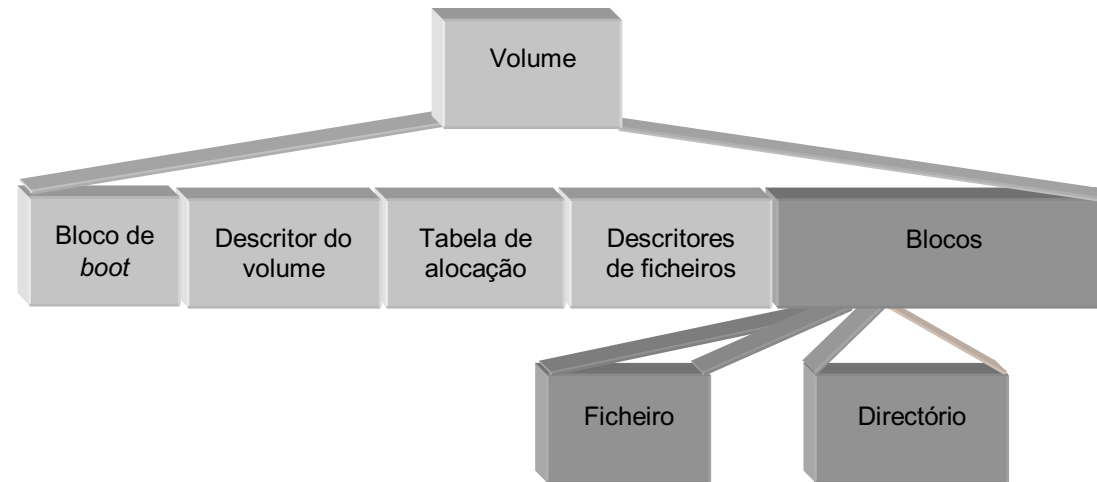 Volume
Bloco de
boot
Descritor do
volume
Tabela de
alocação
Descritores
de ficheiros
Blocos
Ficheiro
Directório